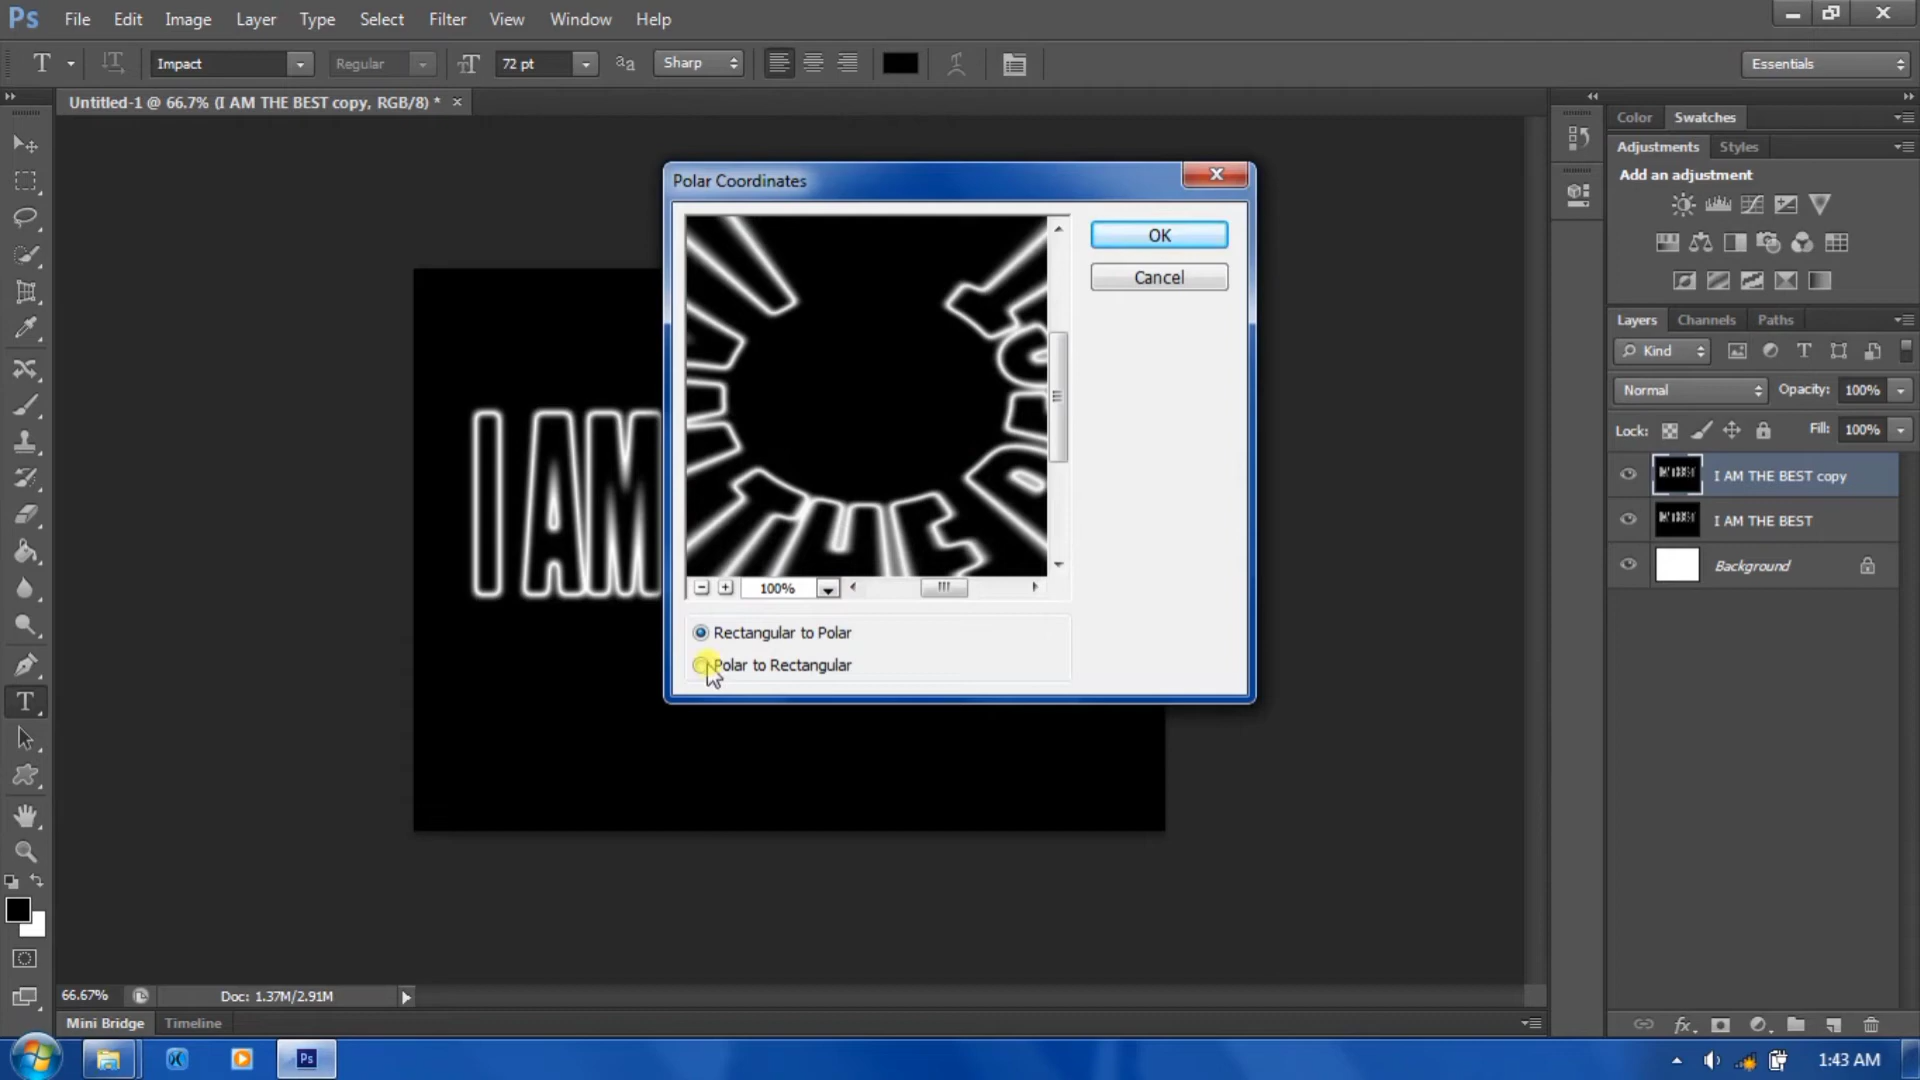 Ps File Edit Image Layer Type Select Filter View Window Help
T Impact Regular 72 pt Sharp Essentials
Untitled-1 @ 66.7% (I AM THE BEST copy, RGB/8) *
Color Swatches
Adjustments Styles
Add an adjustment
Polar Coordinates
OK
Cancel
THE
I AM
100%
Rectangular to Polar
Polar to Rectangular
Layers Channels Paths
Kind
Normal Opacity: 100%
Lock: Fill: 100%
I AM THE BEST copy
I AM THE BEST
Background
66.67% Doc: 1.37M/2.91M
Mini Bridge Timeline
Ps 1:43 AM